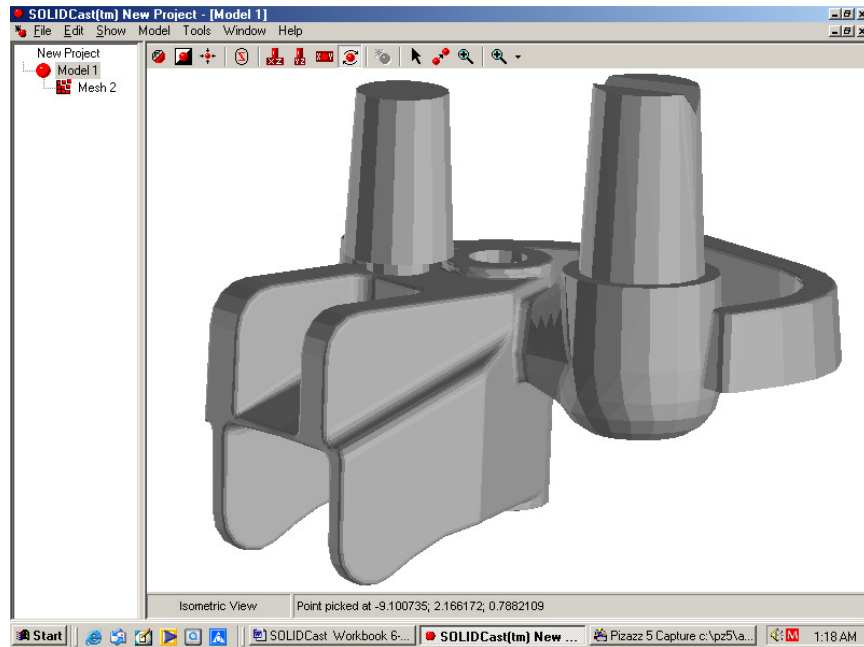 SOLIDCast(tm) New Project - [Model 1]
File Edit Show Model Tools Window Help
New Project
Model 1
Mesh 2
XZ YZ X Y
Isometric View
Point picked at -9.100735; 2.166172; 0.7882109
Start
SOLIDCast Workbook 6-...
SOLIDCast(tm) New ...
Pizazz 5 Capture c:\pz5\a...
M
1:18 AM